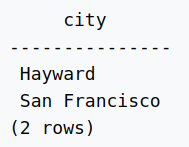 city
---------------
Hayward
San Francisco
(2 rows)